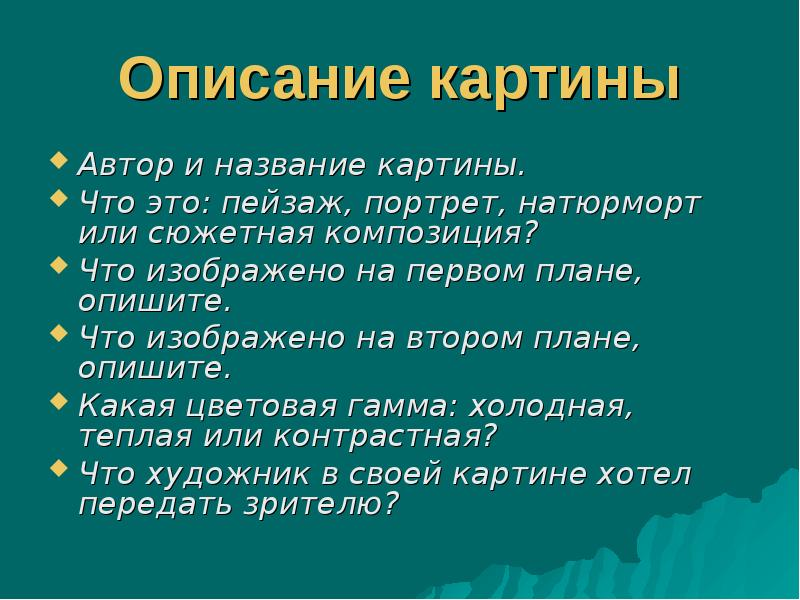 Описание картины
Автор и название картины.
Что это: пейзаж, портрет, натюрморт
или сюжетная композиция?
Что изображено на первом плане,
опишите.
Что изображено на втором плане,
опишите.
Какая цветовая гамма: холодная,
теплая или контрастная?
Что художник в своей картине хотел
передать зрителю?